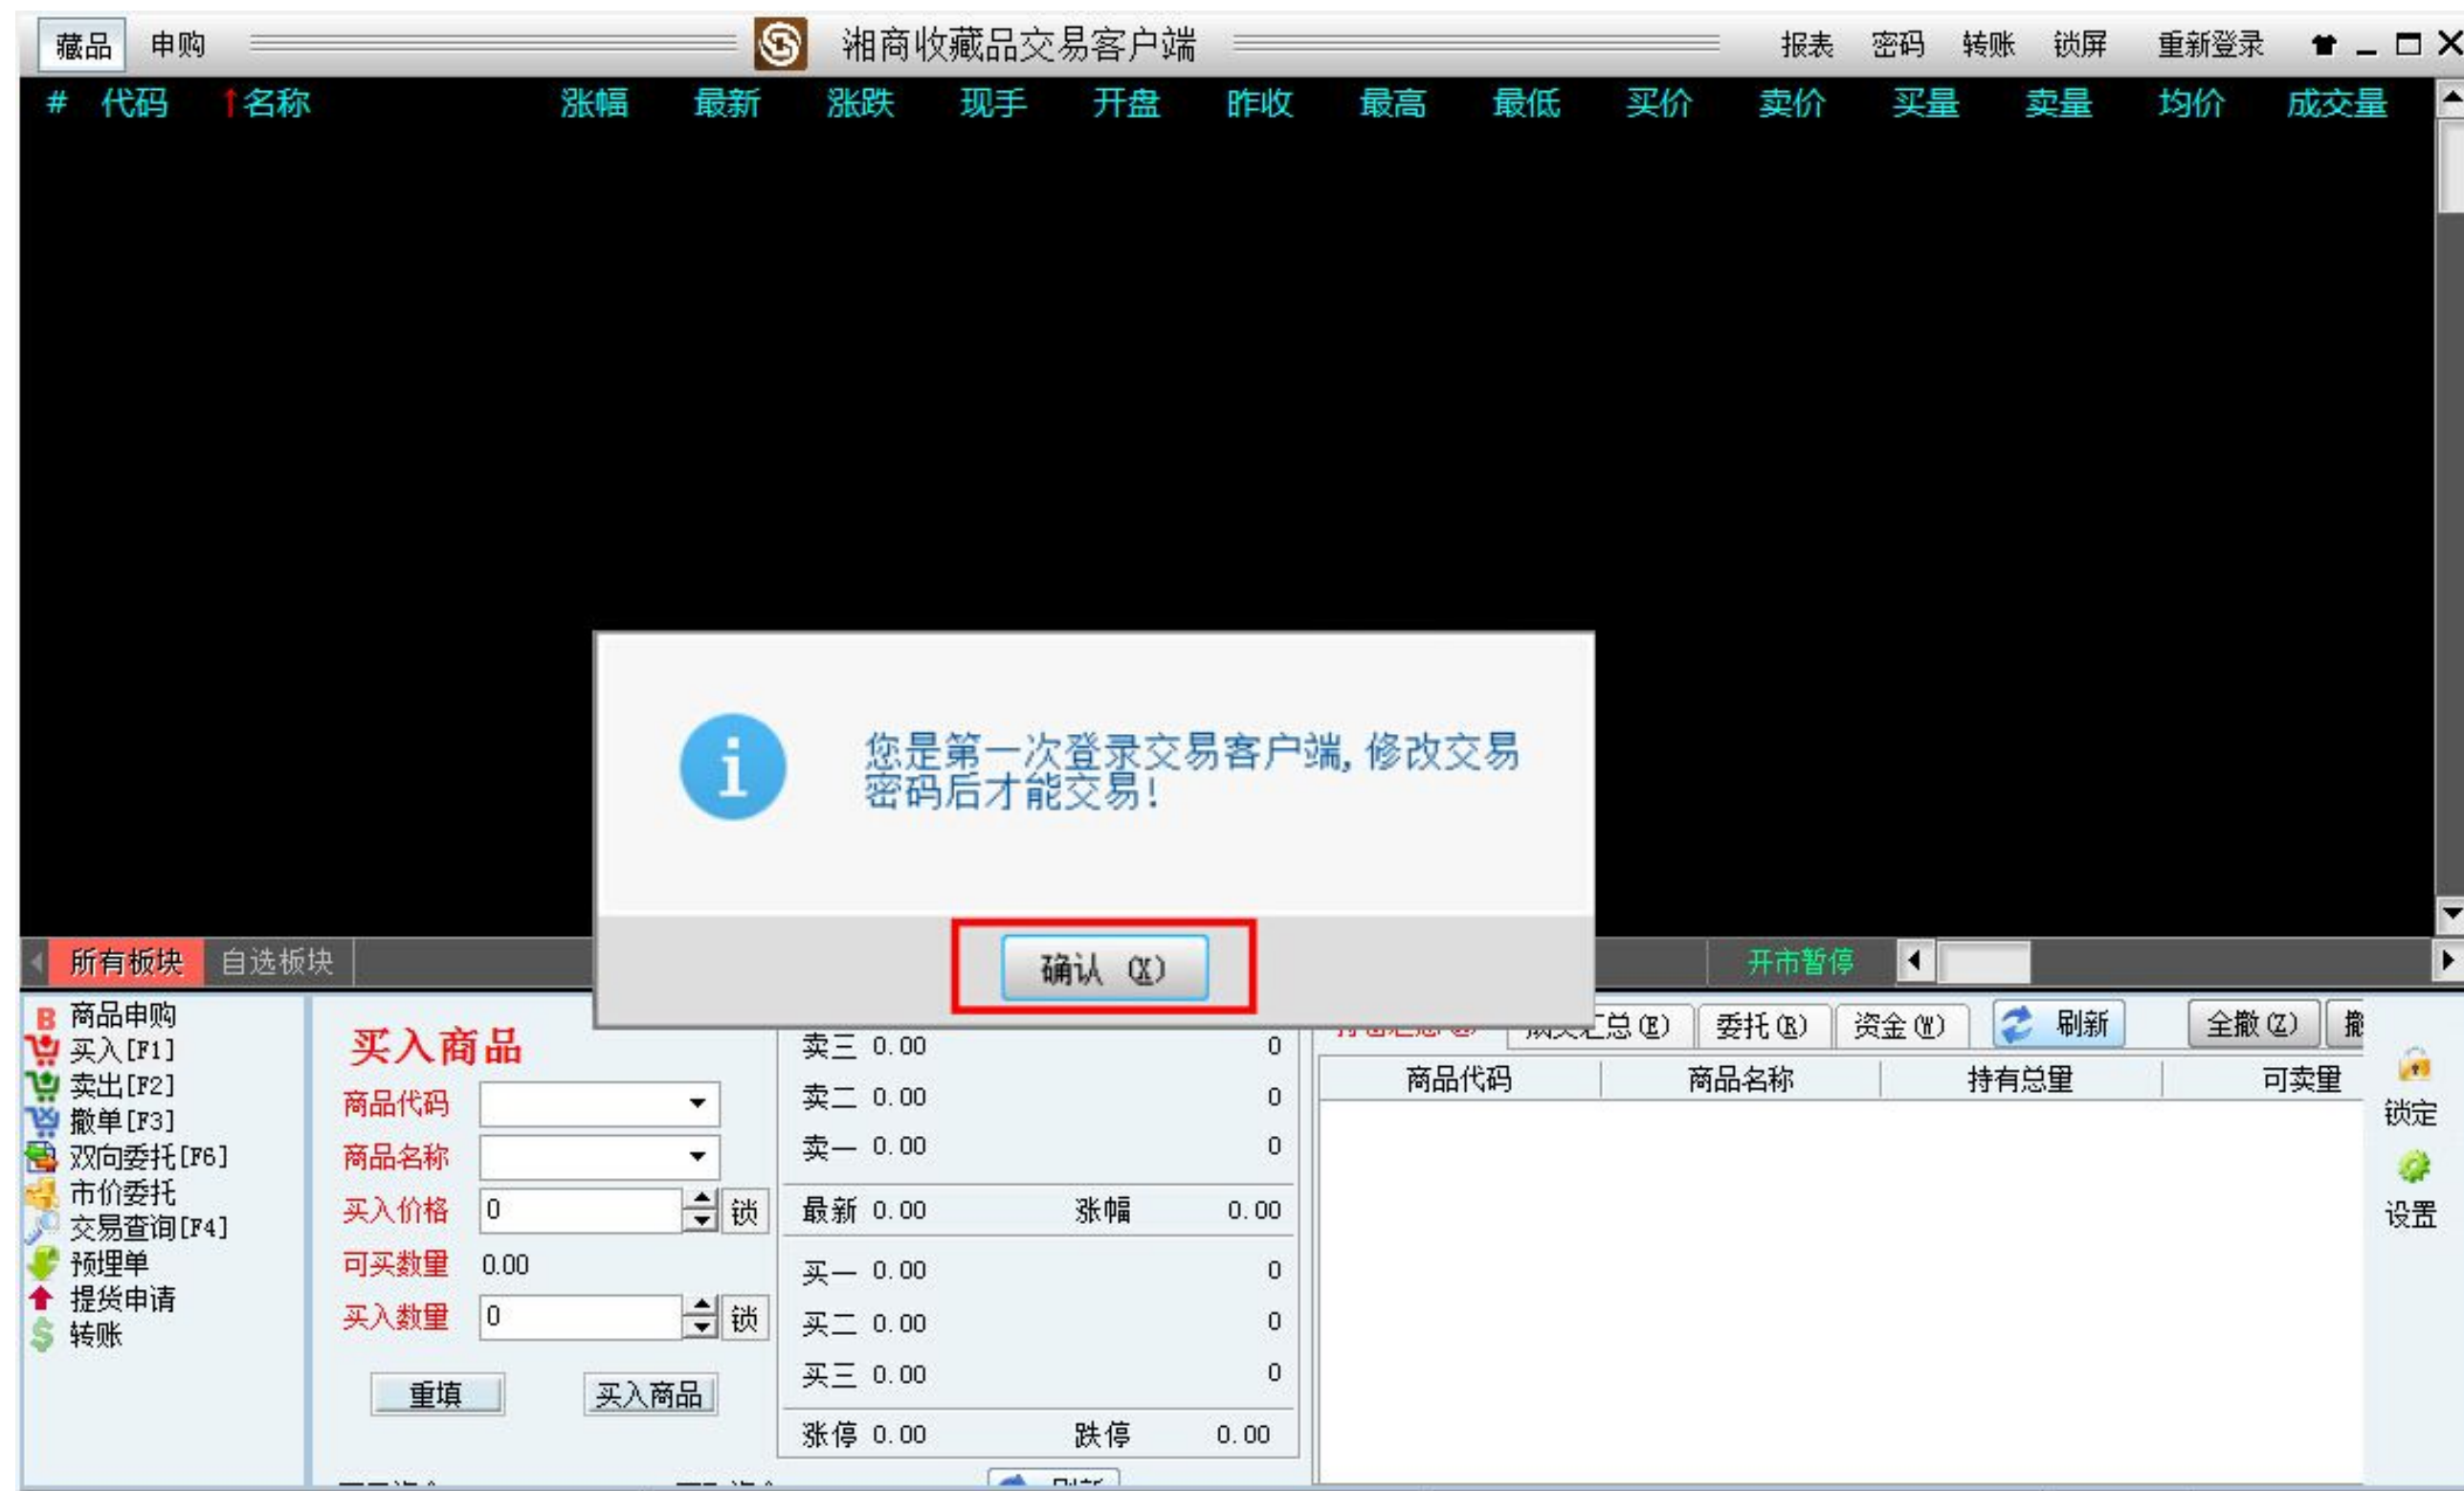 藏品 申购 湘商收藏品交易客户端 报表 密码 转账 锁屏 重新登录
# 代码 ↑名称 涨幅 最新 涨跌 现手 开盘 昨收 最高 最低 买价 卖价 买量 卖量 均价 成交量
您是第一次登录交易客户端,修改交易
密码后才能交易!
确认 (X)
所有板块 自选板块 开市暂停
商品申购
买入[F1]
卖出[F2]
撤单[F3]
双向委托[F6]
市价委托
交易查询[F4]
预埋单
提货申请
转账
买入商品
商品代码
商品名称
买入价格 0 锁
可买数量 0.00
买入数量 0 锁
重填 买入商品
卖三 0.00 0
卖二 0.00 0
卖一 0.00 0
最新 0.00 涨幅 0.00
买一 0.00 0
买二 0.00 0
买三 0.00 0
涨停 0.00 跌停 0.00
汇总(E) 委托(R) 资金(W) 刷新 全撤(Z) 撤
商品代码 商品名称 持有总量 可卖量
锁定
设置